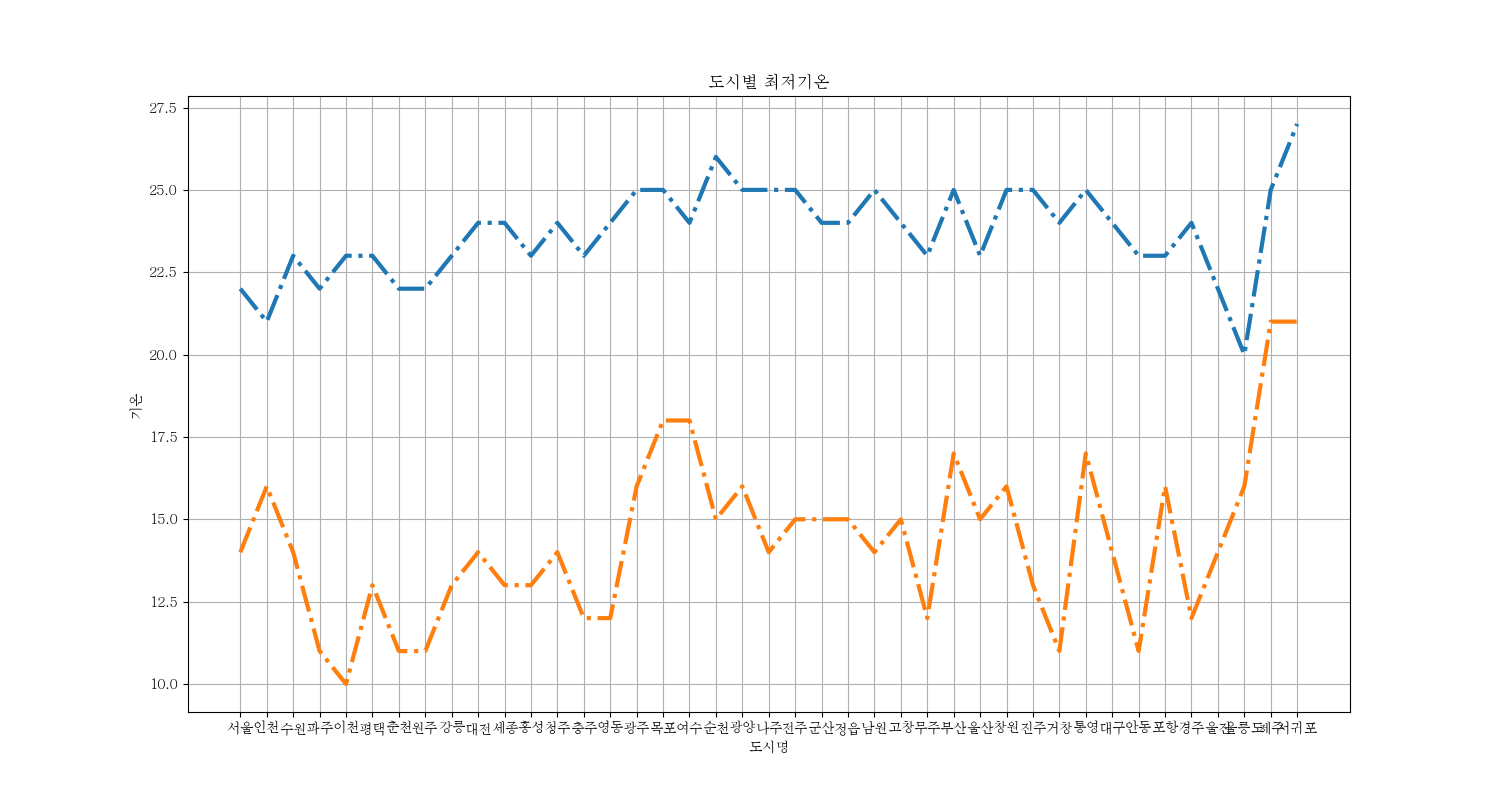 도시별 최저기온
27.5
25.0
22.5
20.0
17.5
15.0
12.5
10.0
기온
서울 인천 수원 파주 이천 평택 춘천 원주 강릉 대전 세종 홍성 청주 충주 영동 광주 목포 여수 순천 광양 나주 전주 군산 정읍 남원 고창 무주 부산 울산 창원 진주 거창 통영 대구 안동 포항 경주 울진 울릉도 제주 서귀포
도시명